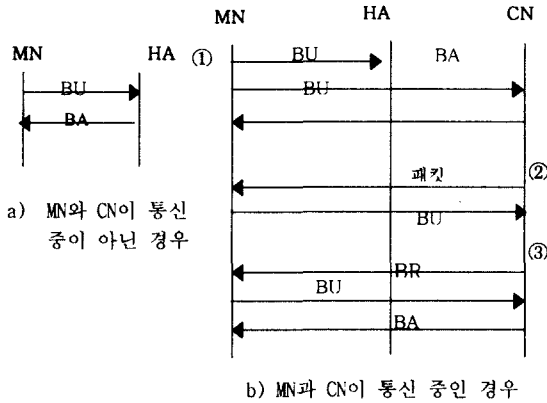 MN HA CN
MN HA ① BU BA
BU BU
BA
패킷 ②
BU
a) MN와 CN이 통신
중이 아닌 경우
③
BR
BU
BA
b) MN과 CN이 통신 중인 경우